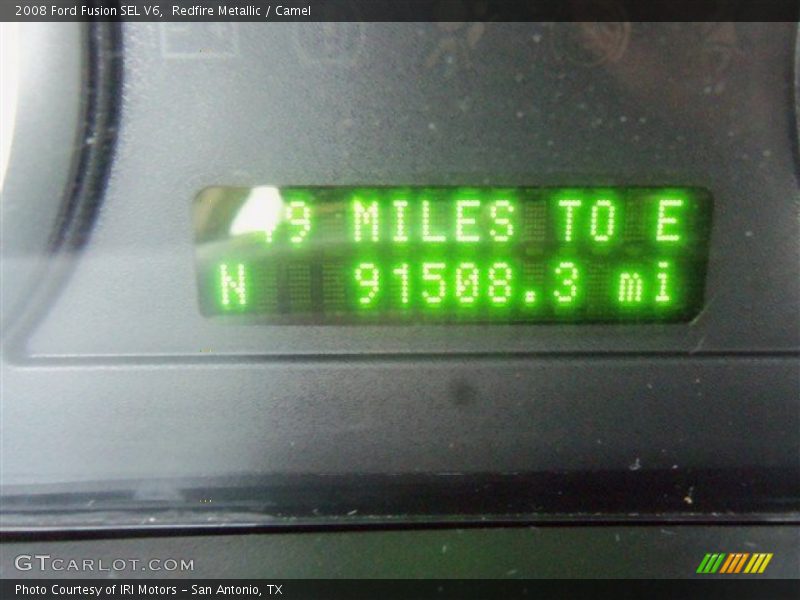 2008 Ford Fusion SEL V6,  Redfire Metallic / Camel
MILES TO E
N 91508.3 mi
GTCARLOT.COM
Photo Courtesy of IRI Motors – San Antonio, TX